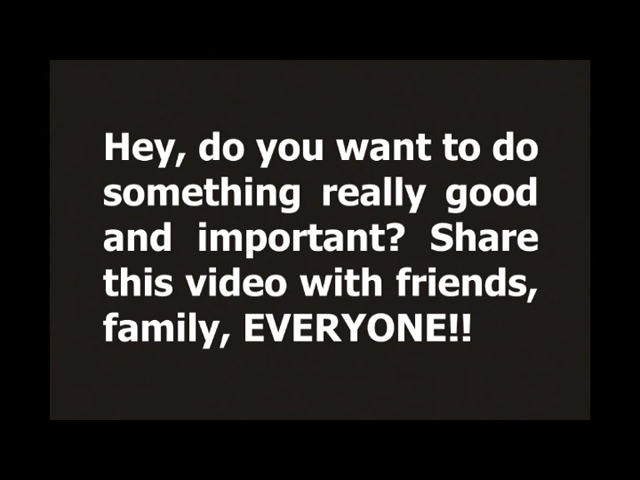 Hey, do you want to do
something really good
and important? Share
this video with friends,
family, EVERYONE!!